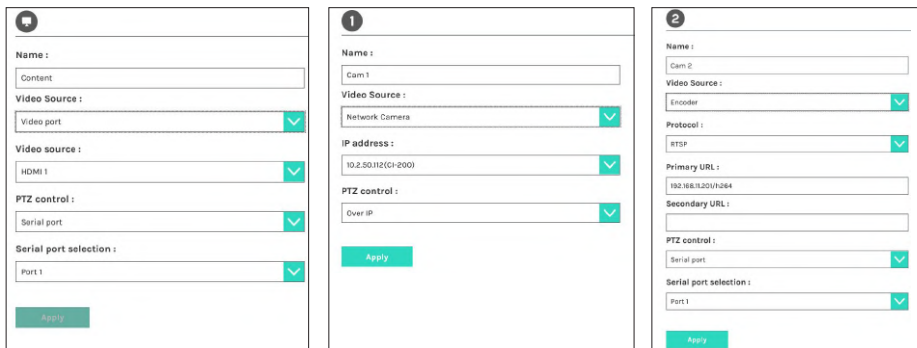 Name :
Content
Video Source :
Video port
Video source :
HDMI 1
PTZ control :
Serial port
Serial port selection :
Port 1
Apply
1
Name :
Cam 1
Video Source :
Network Camera
IP address :
10.2.50.112(CI-200)
PTZ control :
Over IP
Apply
2
Name :
Cam 2
Video Source :
Encoder
Protocol :
RTSP
Primary URL :
192.168.11.201/h264
Secondary URL :
PTZ control :
Serial port
Serial port selection :
Port 1
Apply